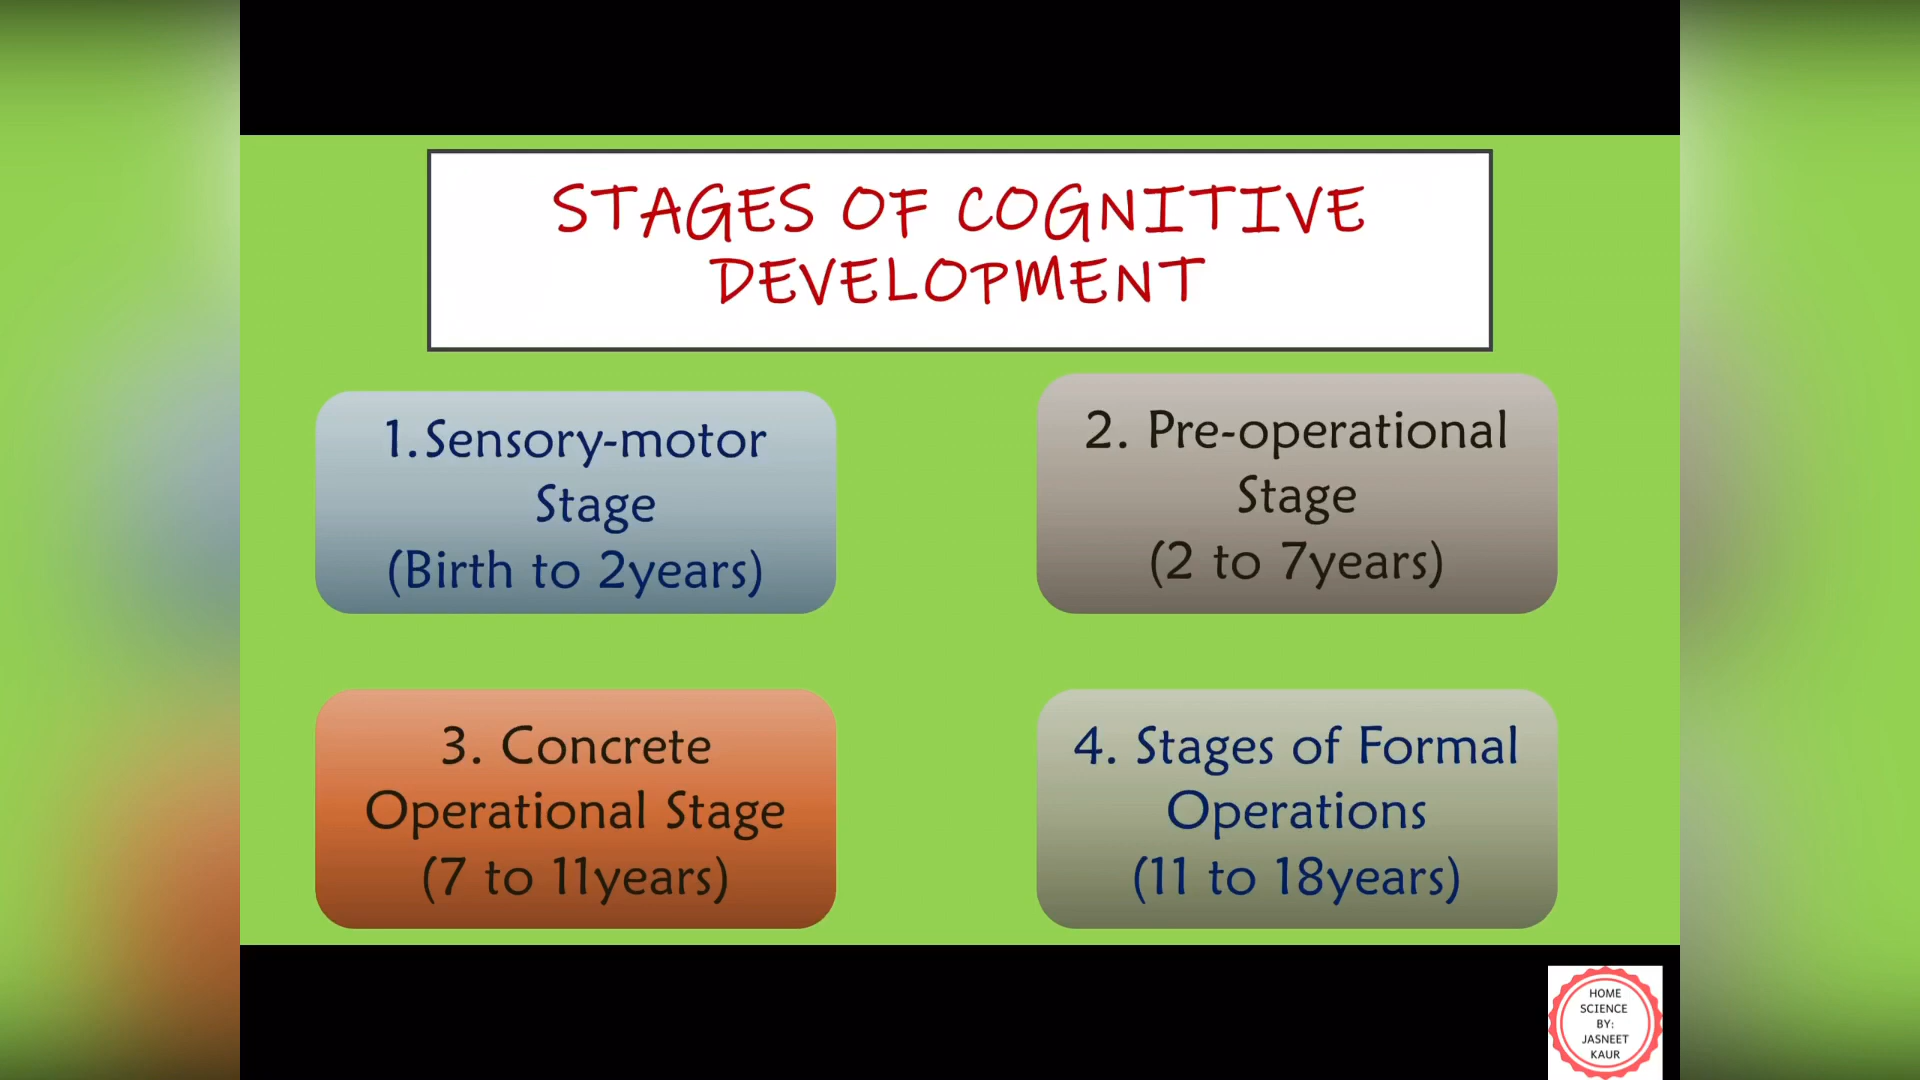 STAGES OF COGNITIVE
DEVELOPMENT
1.Sensory-motor
Stage
(Birth to 2years)
2. Pre-operational
Stage
(2 to 7years)
3. Concrete
Operational Stage
(7 to 11years)
4. Stages of Formal
Operations
(11 to 18years)
HOME
SCIENCE
BY:
JASNEET
KAUR